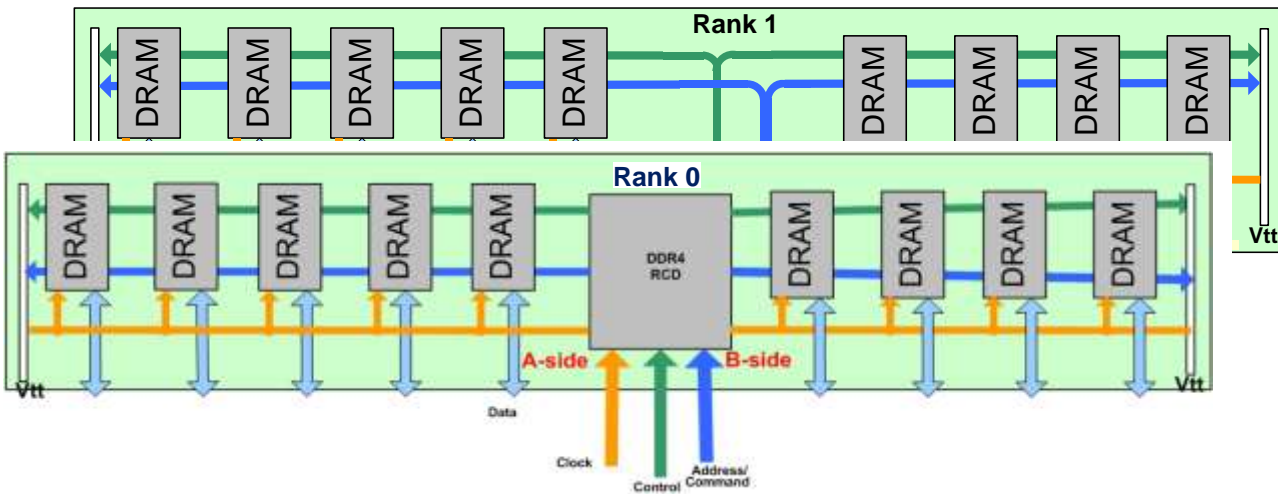 Rank 1
DRAM
DRAM
DRAM
DRAM
DRAM
DRAM
DRAM
DRAM
DRAM
Vtt
Rank 0
DRAM
DRAM
DRAM
DRAM
DRAM
DDR4
RCD
DRAM
DRAM
DRAM
DRAM
A-side
B-side
Vtt
Vtt
Data
Clock
Control
Address/
Command